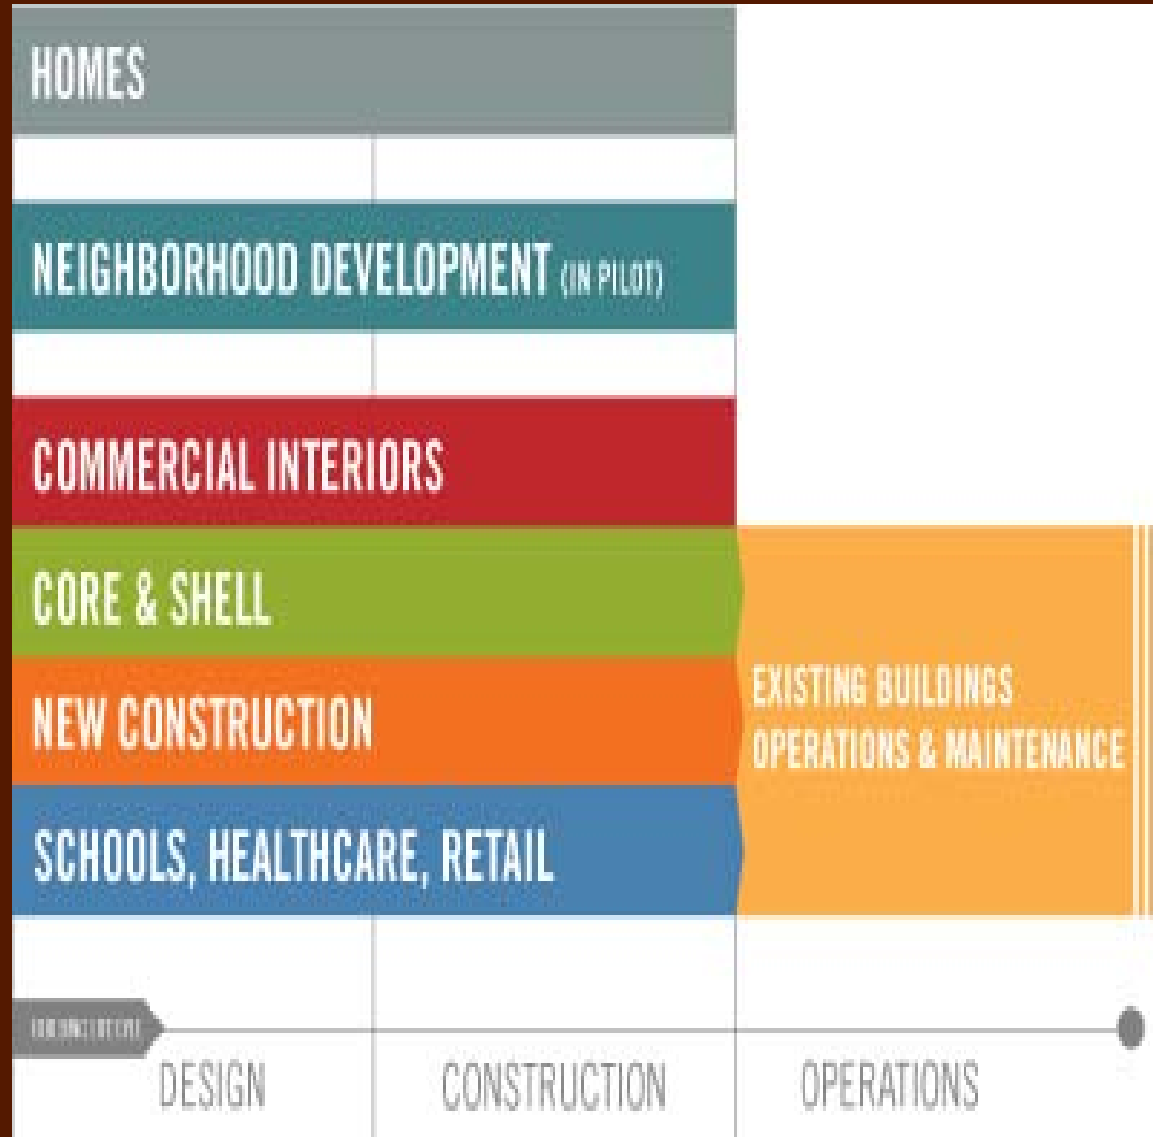 HOMES
NEIGHBORHOOD DEVELOPMENT (IN PILOT)
COMMERCIAL INTERIORS
CORE & SHELL
NEW CONSTRUCTION
SCHOOLS, HEALTHCARE, RETAIL
EXISTING BUILDINGS
OPERATIONS & MAINTENANCE
DESIGN CONSTRUCTION OPERATIONS